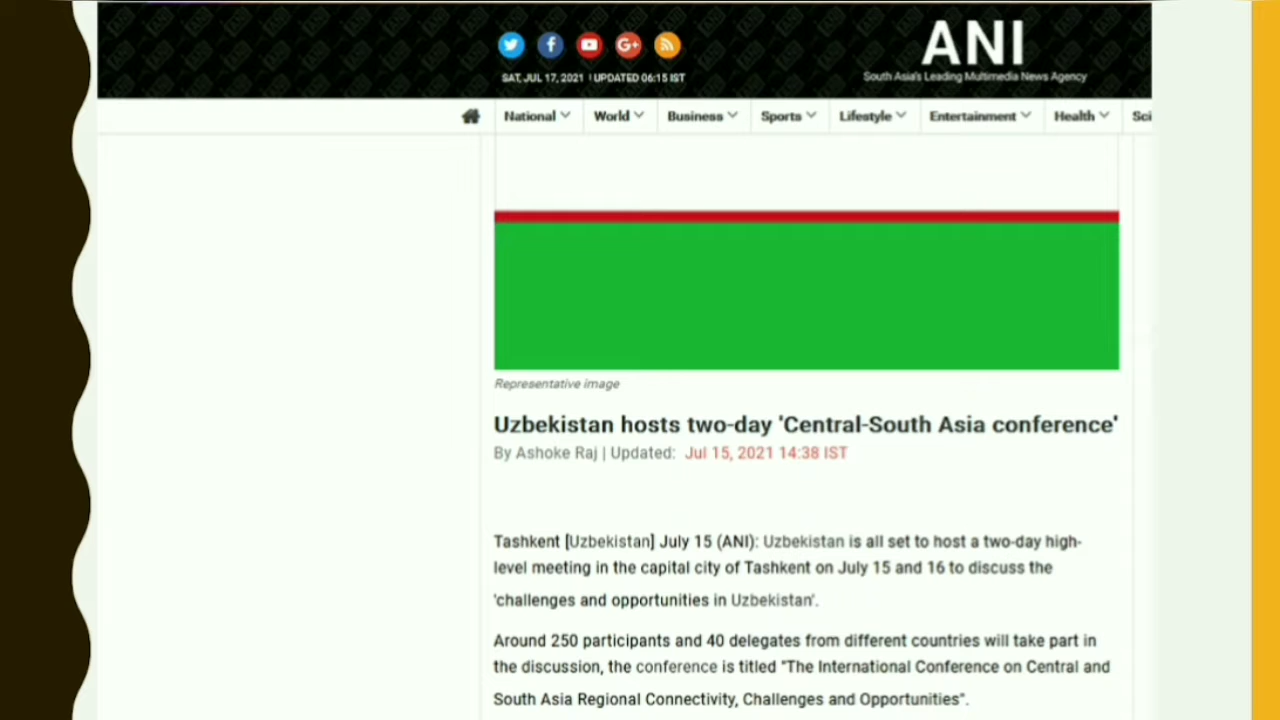 ANI
South Asia's Leading Multimedia News Agency
SAT, JUL 17, 2021 | UPDATED 06:15 IST
National World Business Sports Lifestyle Entertainment Health Sci
Representative image
Uzbekistan hosts two-day 'Central-South Asia conference'
By Ashoke Raj | Updated: Jul 15, 2021 14:38 IST
Tashkent [Uzbekistan] July 15 (ANI): Uzbekistan is all set to host a two-day high-
level meeting in the capital city of Tashkent on July 15 and 16 to discuss the
'challenges and opportunities in Uzbekistan'.
Around 250 participants and 40 delegates from different countries will take part in
the discussion, the conference is titled "The International Conference on Central and
South Asia Regional Connectivity, Challenges and Opportunities".